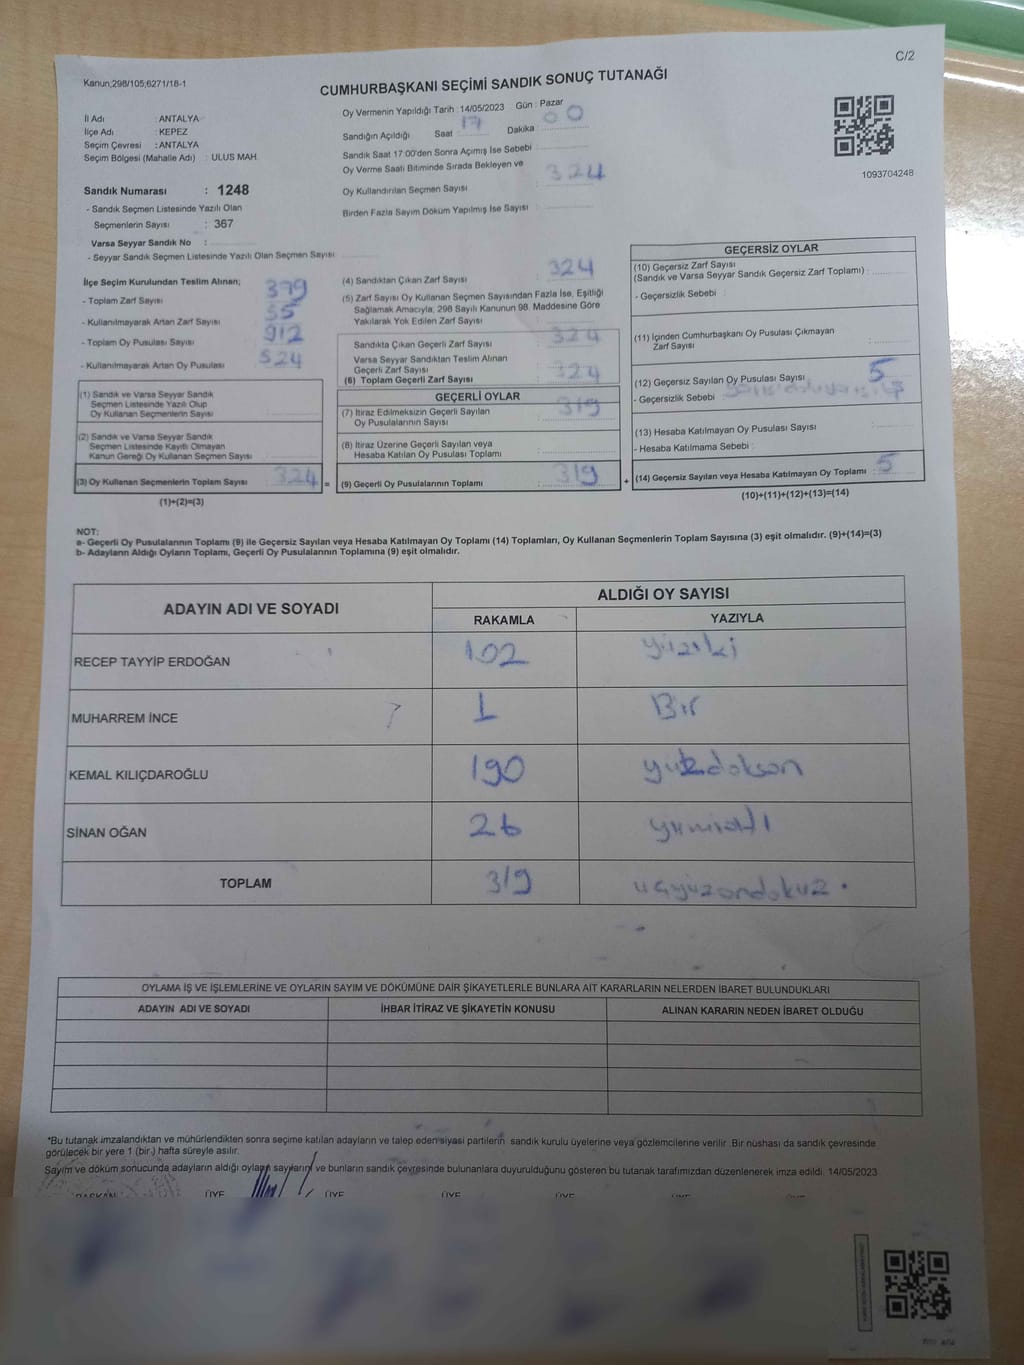 C/2
Kanun;298/105;6271/18-1
CUMHURBAŞKANI SEÇİMİ SANDIK SONUÇ TUTANAĞI
İl Adı : ANTALYA
İlçe Adı : KEPEZ
Seçim Çevresi : ANTALYA
Seçim Bölgesi (Mahalle Adı) : ULUS MAH.
Sandık Numarası : 1248
- Sandık Seçmen Listesinde Yazılı Olan
Seçmenlerin Sayısı : 367
Varsa Seyyar Sandık No :
- Seyyar Sandık Seçmen Listesinde Yazılı Olan Seçmen Sayısı
Oy Vermenin Yapıldığı Tarih : 14/05/2023 Gün : Pazar
Sandığın Açıldığı Saat : 17 Dakika : 00
Sandık Saat 17:00'den Sonra Açımış İse Sebebi
Oy Verme Saati Bitiminde Sırada Bekleyen ve
Oy Kullandırılan Seçmen Sayısı : 324
Birden Fazla Sayım Döküm Yapılmış İse Sayısı
1093704248
İlçe Seçim Kurulundan Teslim Alınan;
- Toplam Zarf Sayısı : 379
- Kullanılmayarak Artan Zarf Sayısı : 55
- Toplam Oy Pusulası Sayısı : 912
- Kullanılmayarak Artan Oy Pusulası : 524
(1) Sandık ve Varsa Seyyar Sandık
Seçmen Listesinde Yazılı Olup
Oy Kullanan Seçmenlerin Sayısı :
(2) Sandık ve Varsa Seyyar Sandık
Seçmen Listesinde Kayıtlı Olmayan
Kanun Gereği Oy Kullanan Seçmen Sayısı :
(3) Oy Kullanan Seçmenlerin Toplam Sayısı : 324 =
(1)+(2)=(3)
(4) Sandıktan Çıkan Zarf Sayısı : 324
(5) Zarf Sayısı Oy Kullanan Seçmen Sayısından Fazla İse, Eşitliği
Sağlamak Amacıyla, 298 Sayılı Kanunun 98. Maddesine Göre
Yakılarak Yok Edilen Zarf Sayısı :
Sandıkta Çıkan Geçerli Zarf Sayısı : 324
Varsa Seyyar Sandıktan Teslim Alınan
Geçerli Zarf Sayısı
(6) Toplam Geçerli Zarf Sayısı : 324
GEÇERLİ OYLAR
(7) İtiraz Edilmeksizin Geçerli Sayılan
Oy Pusulalarının Sayısı : 319
(8) İtiraz Üzerine Geçerli Sayılan veya
Hesaba Katılan Oy Pusulası Toplamı :
(9) Geçerli Oy Pusulalarının Toplamı : 319 +
GEÇERSİZ OYLAR
(10) Geçersiz Zarf Sayısı
(Sandık ve Varsa Seyyar Sandık Geçersiz Zarf Toplamı) :
- Geçersizlik Sebebi :
(11) İçinden Cumhurbaşkanı Oy Pusulası Çıkmayan
Zarf Sayısı :
(12) Geçersiz Sayılan Oy Pusulası Sayısı : 5
- Geçersizlik Sebebi :
(13) Hesaba Katılmayan Oy Pusulası Sayısı :
- Hesaba Katılmama Sebebi :
(14) Geçersiz Sayılan veya Hesaba Katılmayan Oy Toplamı : 5
(10)+(11)+(12)+(13)=(14)
NOT:
a- Geçerli Oy Pusulalarının Toplamı (9) ile Geçersiz Sayılan veya Hesaba Katılmayan Oy Toplamı (14) Toplamları, Oy Kullanan Seçmenlerin Toplam Sayısına (3) eşit olmalıdır. (9)+(14)=(3)
b- Adayların Aldığı Oyların Toplamı, Geçerli Oy Pusulalarının Toplamına (9) eşit olmalıdır.
ADAYIN ADI VE SOYADI
ALDIĞI OY SAYISI
RAKAMLA YAZIYLA
RECEP TAYYİP ERDOĞAN 102 yüziki
MUHARREM İNCE 1 Bir
KEMAL KILIÇDAROĞLU 190 yüzdoksan
SİNAN OĞAN 26 yirmialtı
TOPLAM 319 üçyüzondokuz
OYLAMA İŞ VE İŞLEMLERİNE VE OYLARIN SAYIM VE DÖKÜMÜNE DAİR ŞİKAYETLERLE BUNLARA AİT KARARLARIN NELERDEN İBARET BULUNDUKLARI
ADAYIN ADI VE SOYADI İHBAR İTİRAZ VE ŞİKAYETİN KONUSU ALINAN KARARIN NEDEN İBARET OLDUĞU
*Bu tutanak imzalandıktan ve mühürlendikten sonra seçime katılan adayların ve talep eden siyasi partilerin sandık kurulu üyelerine veya gözlemcilerine verilir. Bir nüshası da sandık çevresinde
görülecek bir yere 1 (bir) hafta süreyle asılır.
Sayım ve döküm sonucunda adayların aldığı oyların sayılarını ve bunların sandık çevresinde bulunanlara duyurulduğunu gösteren bu tutanak tarafımızdan düzenlenerek imza edildi. 14/05/2023
BAŞKAN ÜYE ÜYE ÜYE ÜYE ÜYE ÜYE